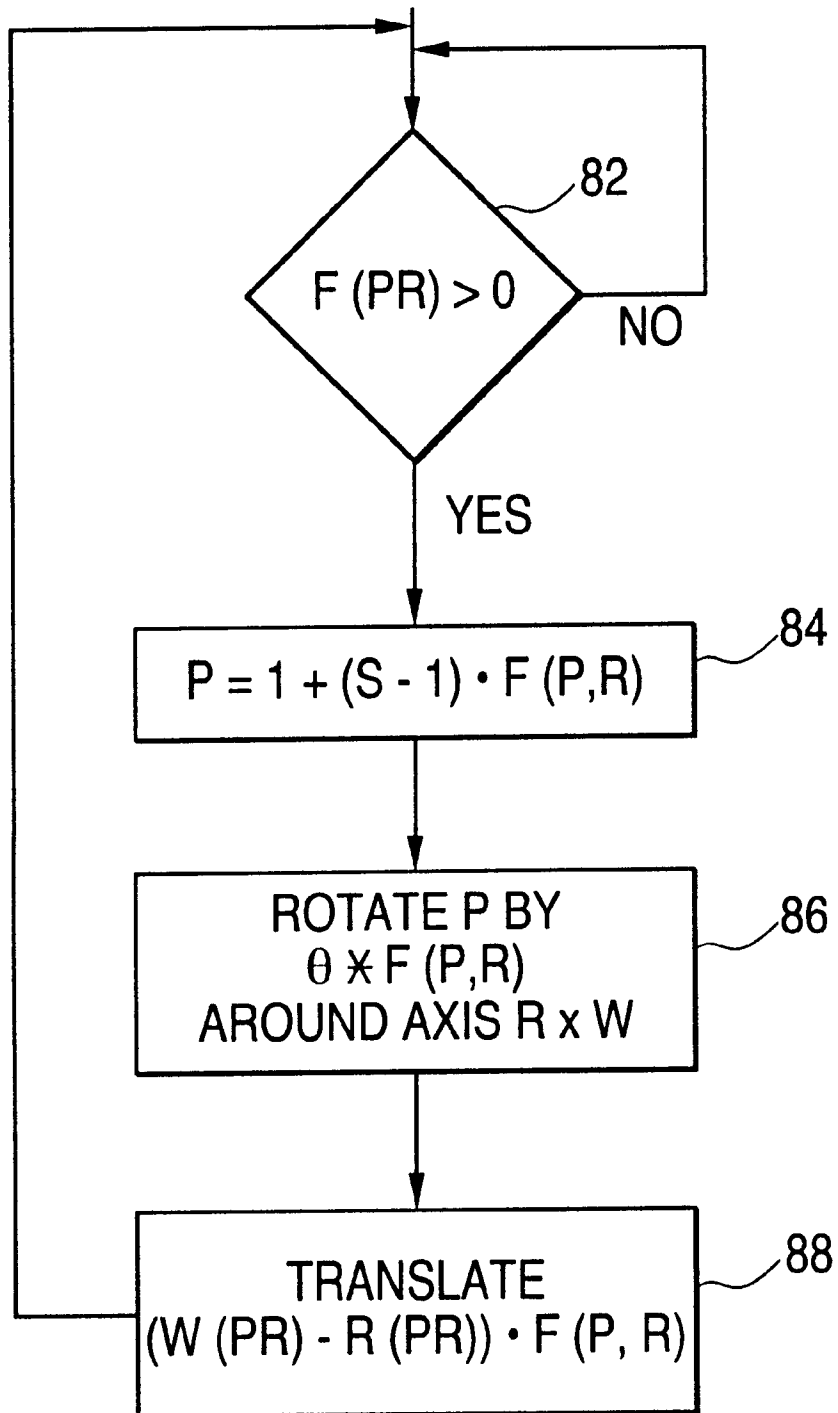 82
F (PR) > 0
NO
YES
84
P = 1 + (S - 1) • F (P,R)
86
ROTATE P BY
θ * F (P,R)
AROUND AXIS R x W
88
TRANSLATE
(W (PR) - R (PR)) • F (P, R)